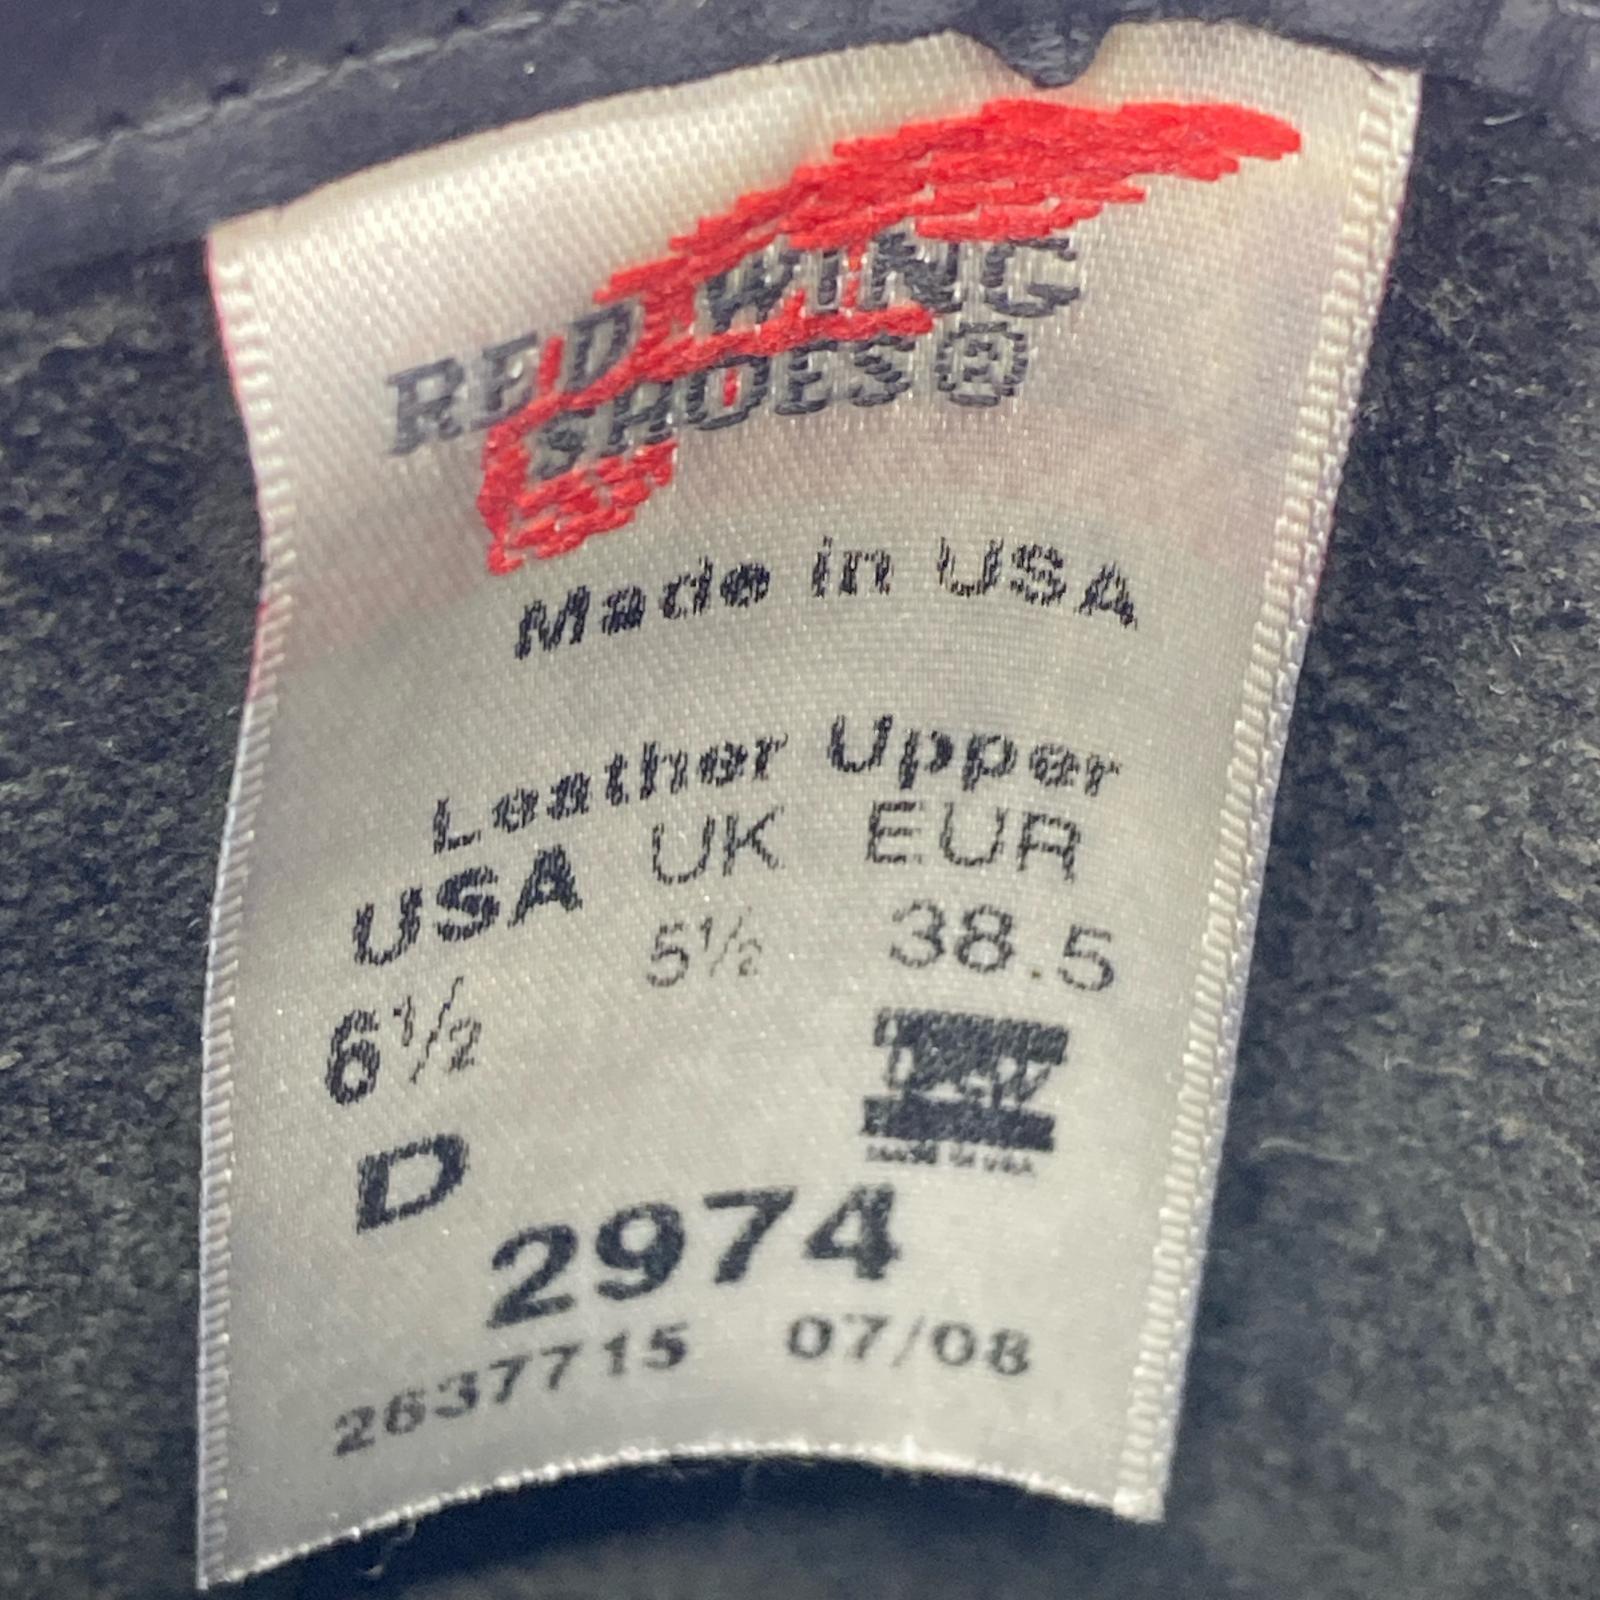 RED WING
SHOES®
Made in USA
Leather Upper
USA UK EUR
6½ 5½ 38.5
D
2974
2637715 07/08